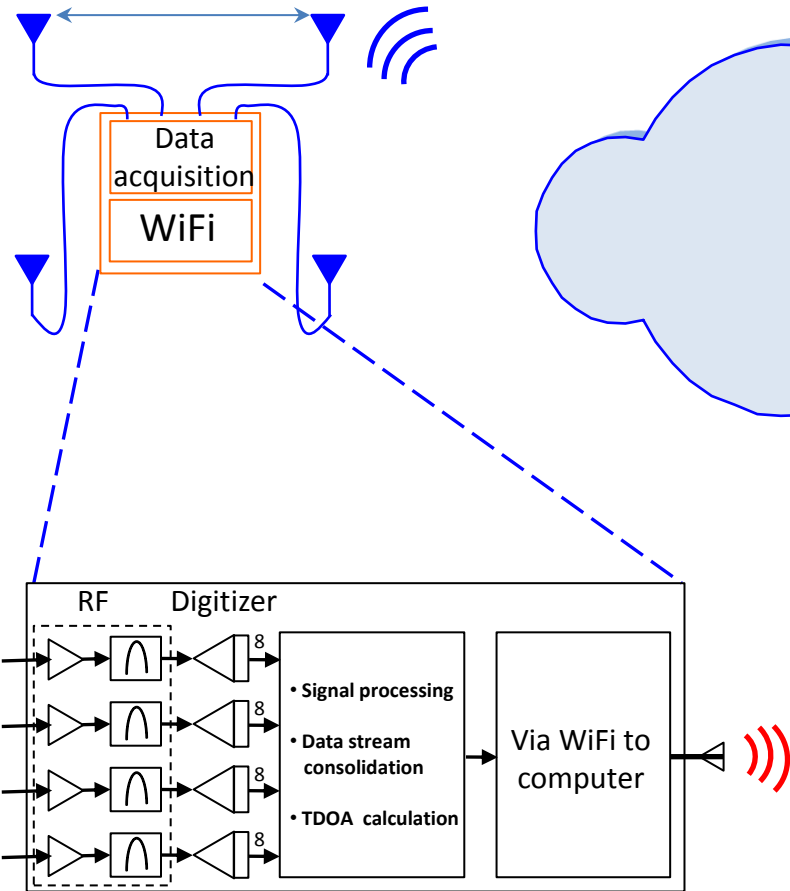 Data
acquisition
WiFi
RF
Digitizer
8
8
8
8
• Signal processing
• Data stream
consolidation
• TDOA calculation
Via WiFi to
computer